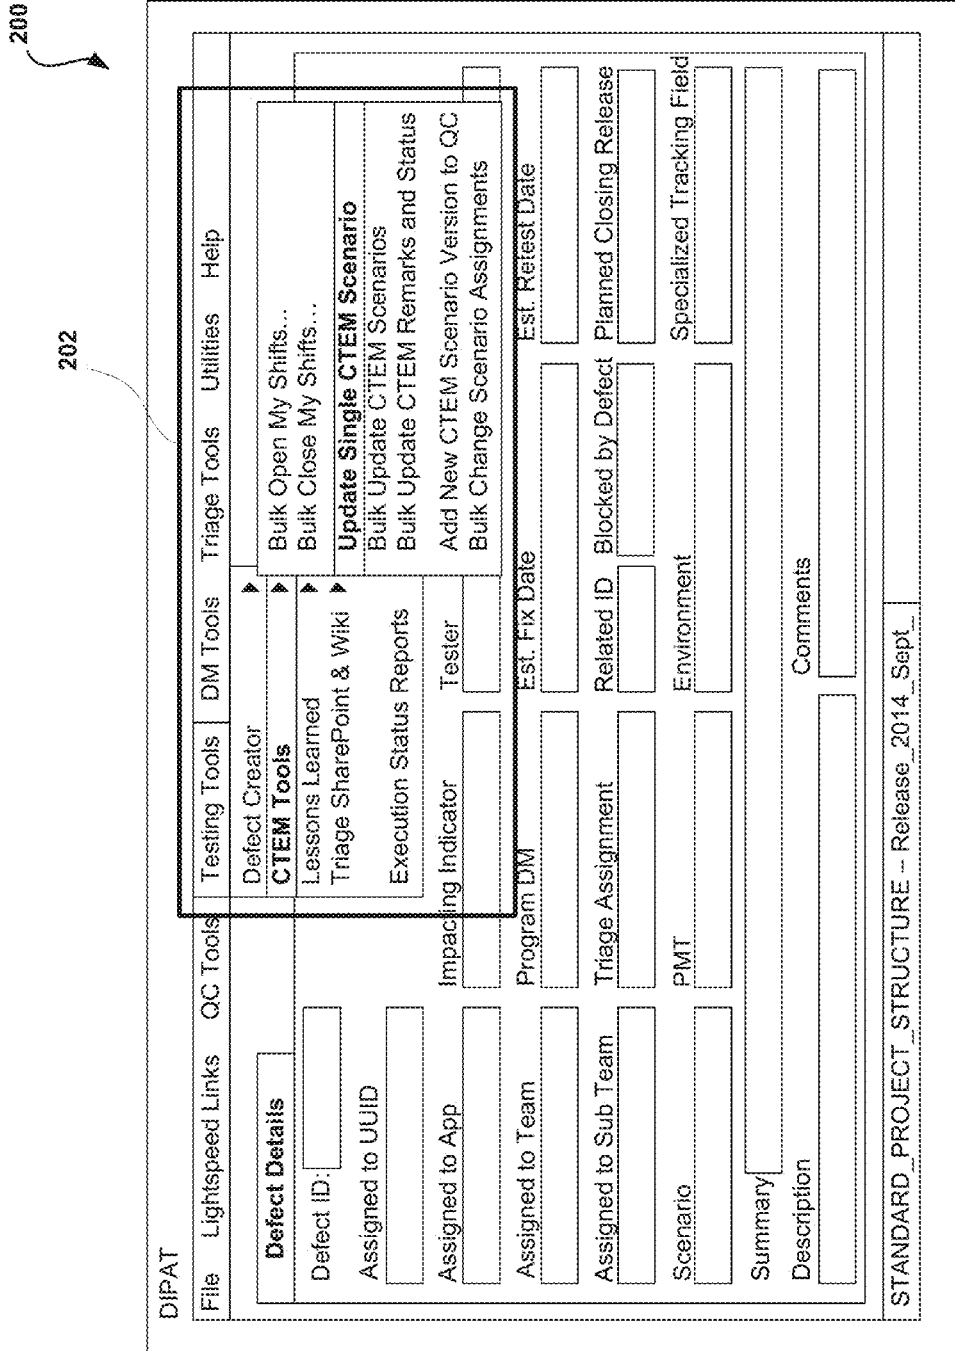 200
202
DIPAT
File Lightspeed Links QC Tools Testing Tools DM Tools Triage Tools Utilities Help
Defect Creator
CTEM Tools
Lessons Learned
Triage SharePoint & Wiki
Execution Status Reports
Bulk Open My Shifts...
Bulk Close My Shifts...
Update Single CTEM Scenario
Bulk Update CTEM Scenarios
Bulk Update CTEM Remarks and Status
Add New CTEM Scenario Version to QC
Bulk Change Scenario Assignments
Defect Details
Defect ID:
Assigned to UUID
Assigned to App Impacting Indicator Tester
Assigned to Team Program DM Est. Fix Date Est. Retest Date
Assigned to Sub Team Triage Assignment Related ID Blocked by Defect Planned Closing Release
Scenario PMT Environment Specialized Tracking Field
Summary
Description Comments
STANDARD_PROJECT_STRUCTURE -- Release_2014_Sept_